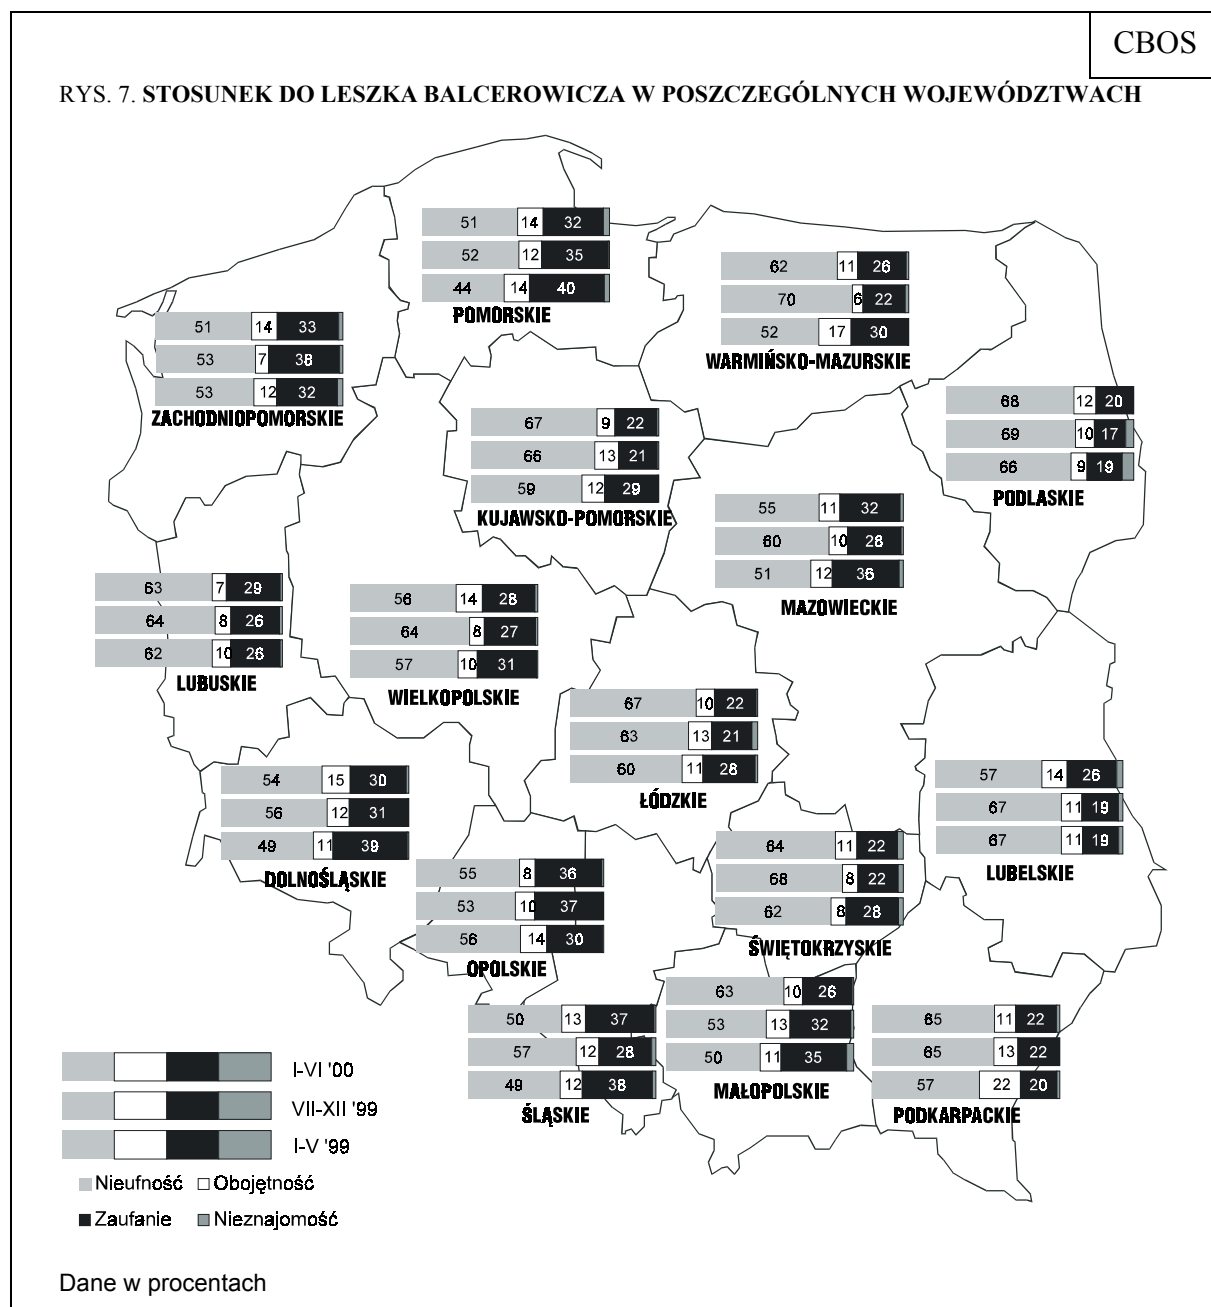 CBOS
RYS. 7. STOSUNEK DO LESZKA BALCEROWICZA W POSZCZEGÓLNYCH WOJEWÓDZTWACH
51 14 32
52 12 35
44 14 40
POMORSKIE
62 11 26
70 6 22
52 17 30
WARMIŃSKO-MAZURSKIE
51 14 33
53 7 38
53 12 32
ZACHODNIOPOMORSKIE
68 12 20
69 10 17
66 9 19
PODLASKIE
67 9 22
66 13 21
59 12 29
KUJAWSKO-POMORSKIE
55 11 32
60 10 28
51 12 36
MAZOWIECKIE
63 7 29
64 8 26
62 10 26
LUBUSKIE
56 14 28
64 8 27
57 10 31
WIELKOPOLSKIE
67 10 22
63 13 21
60 11 28
ŁÓDZKIE
54 15 30
56 12 31
49 11 39
DOLNOŚLĄSKIE
57 14 26
67 11 19
67 11 19
LUBELSKIE
64 11 22
68 8 22
62 8 28
ŚWIĘTOKRZYSKIE
55 8 36
53 10 37
56 14 30
OPOLSKIE
63 10 26
53 13 32
50 11 35
MAŁOPOLSKIE
50 13 37
57 12 28
49 12 38
ŚLĄSKIE
65 11 22
65 13 22
57 22 20
PODKARPACKIE
I-VI '00
VII-XII '99
I-V '99
Nieufność Obojętność
Zaufanie Nieznajomość
Dane w procentach